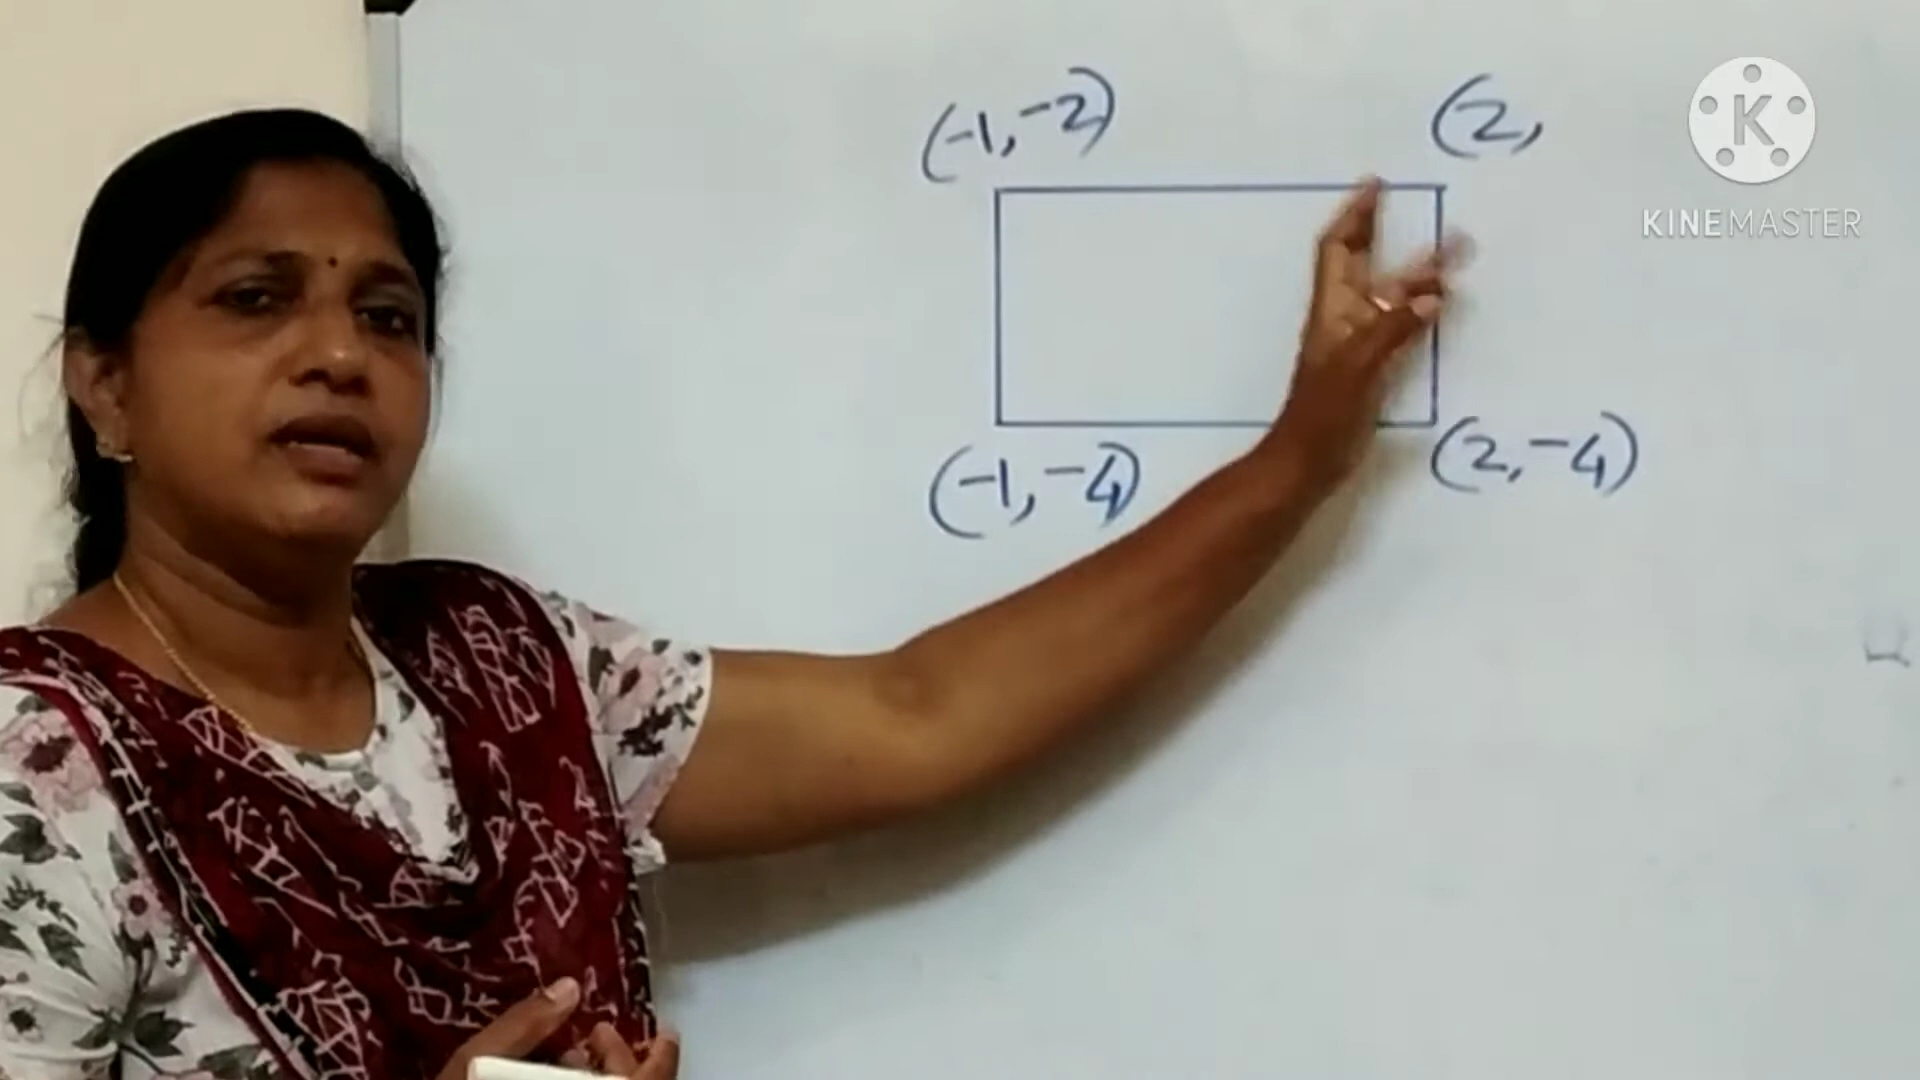 (-1, -2) (2,
(-1, -4) (2, -4)
K
KINEMASTER